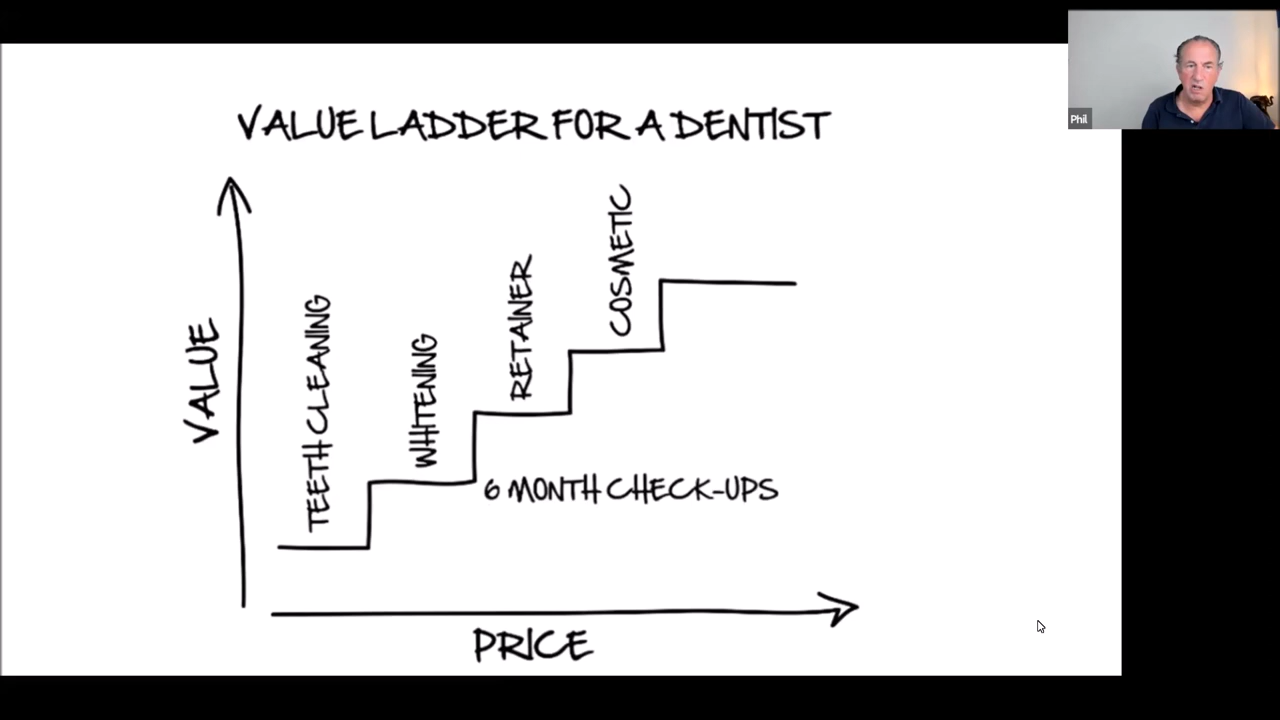 VALUE LADDER FOR A DENTIST
VALUE
TEETH CLEANING
WHITENING
RETAINER
COSMETIC
6 MONTH CHECK-UPS
PRICE
Phil